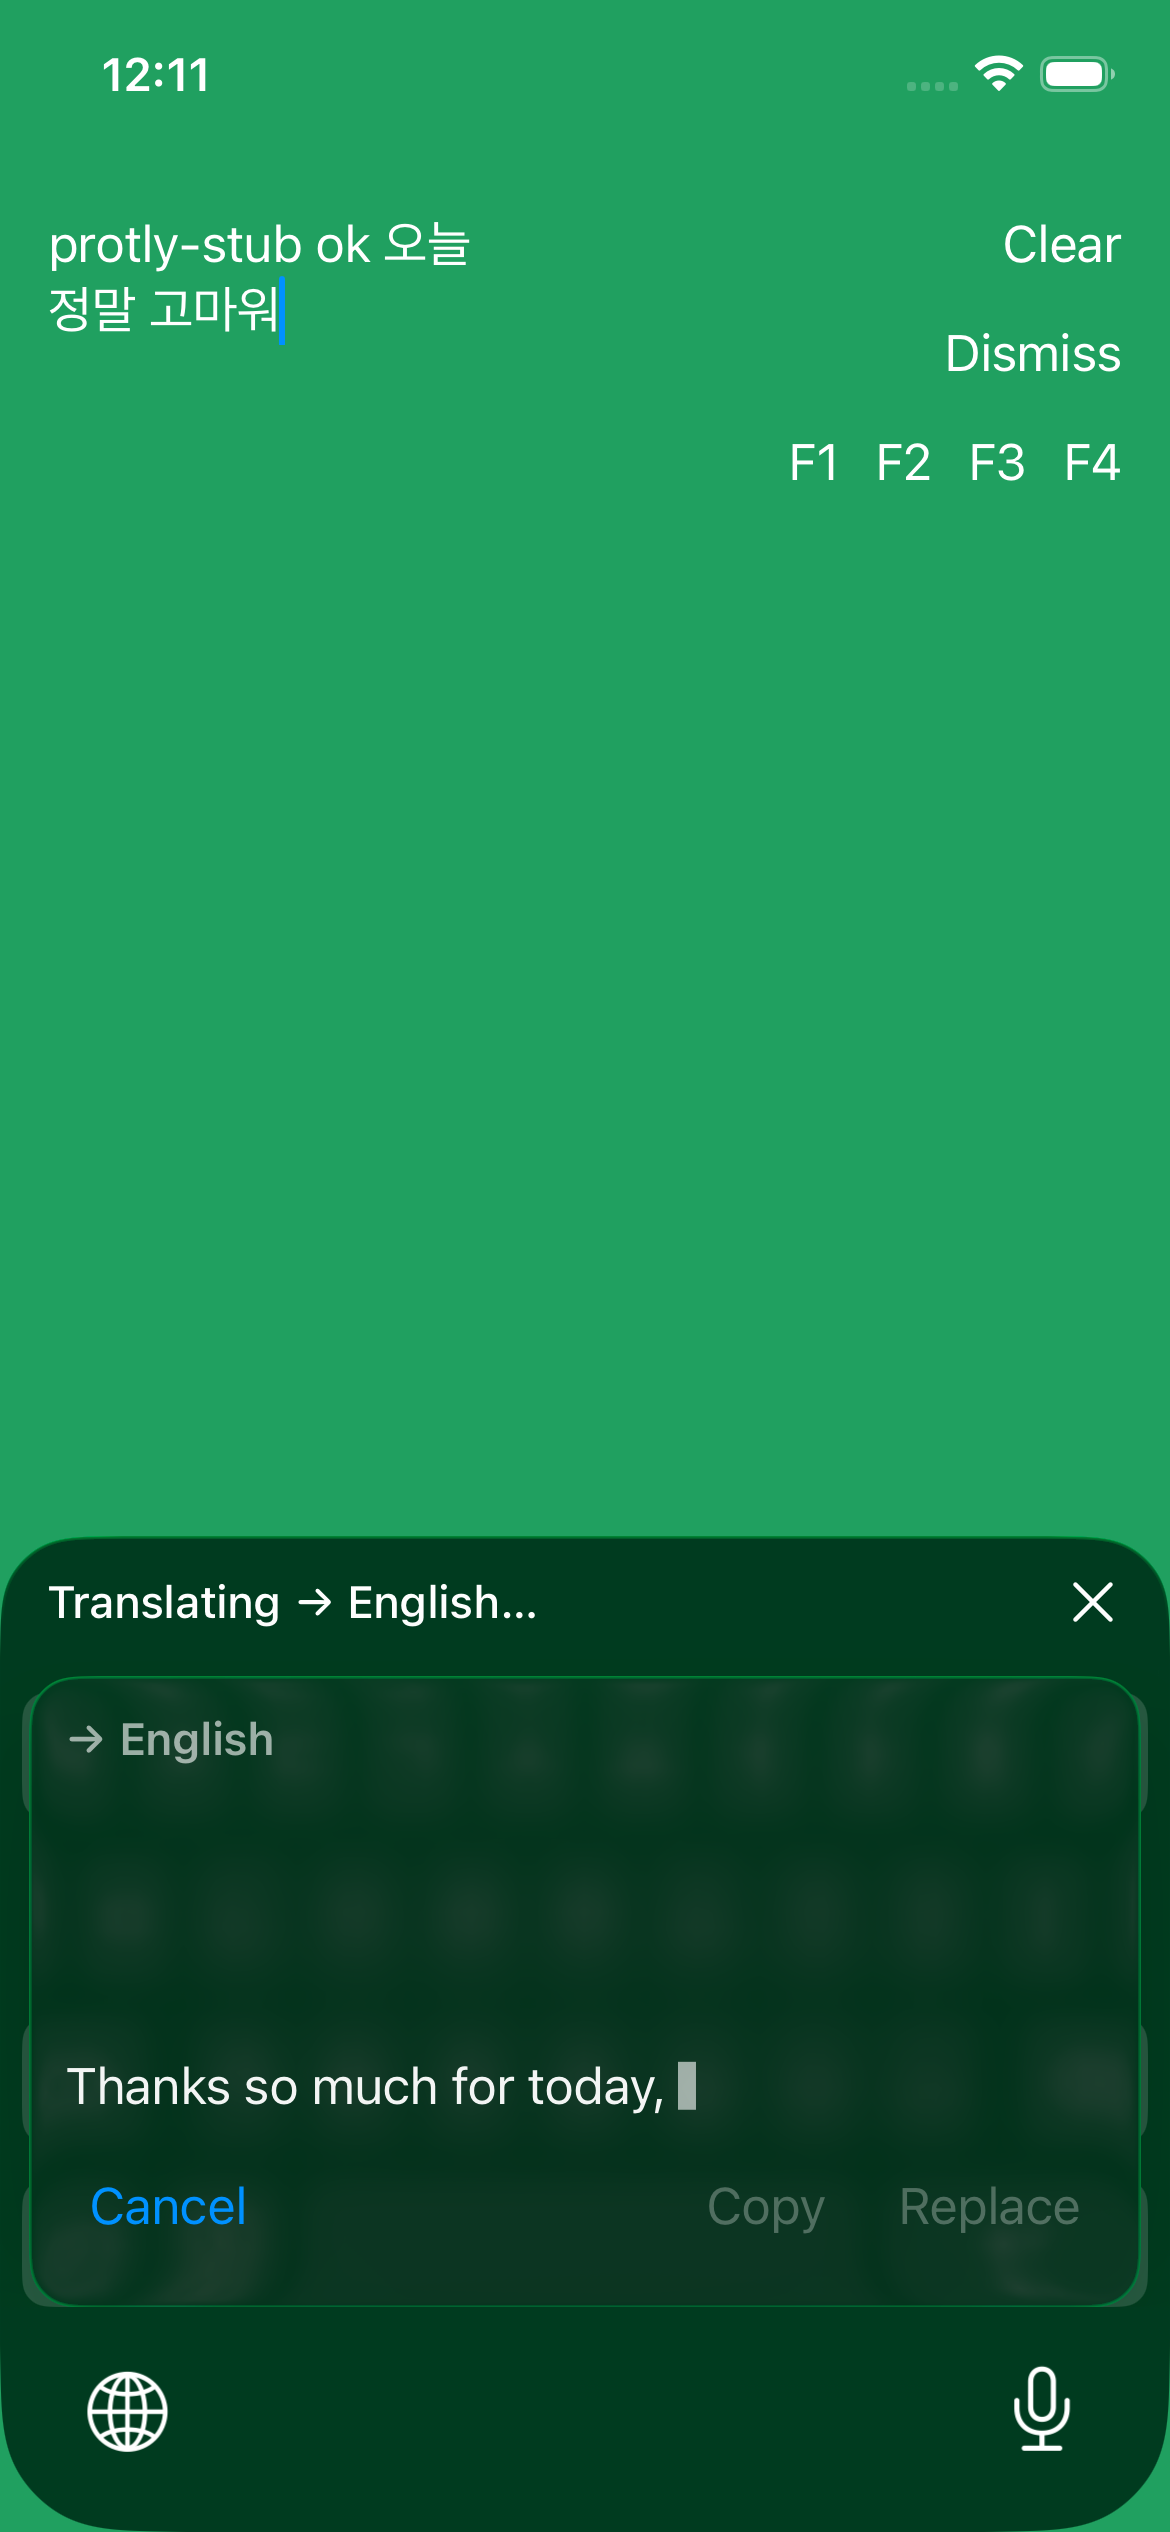 12:11
protly-stub ok 오늘
정말 고마워
Clear
Dismiss
F1 F2 F3 F4
Translating → English...
→ English
Thanks so much for today,
Cancel
Copy
Replace